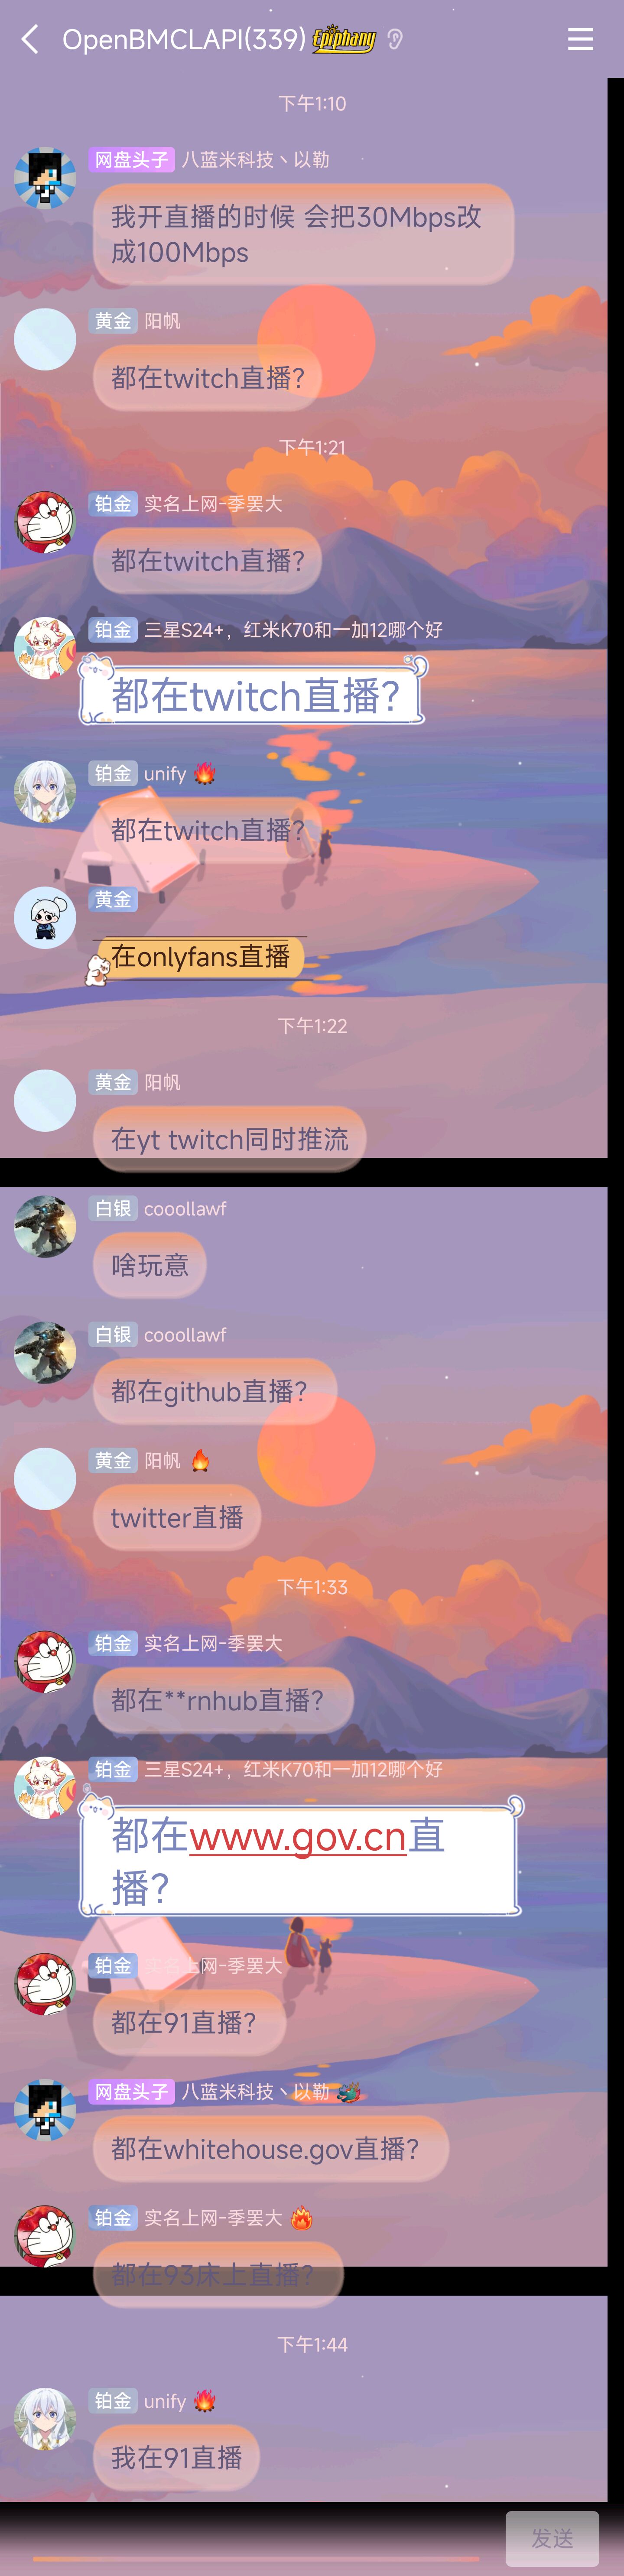 OpenBMCLAPI(339) Epiphany
下午1:10
网盘头子 八蓝米科技丶以勒
我开直播的时候 会把30Mbps改
成100Mbps
黄金 阳帆
都在twitch直播?
下午1:21
铂金 实名上网-季罢大
都在twitch直播?
铂金 三星S24+，红米K70和一加12哪个好
都在twitch直播?
铂金 unify
都在twitch直播?
黄金
在onlyfans直播
下午1:22
黄金 阳帆
在yt twitch同时推流
白银 cooollawf
啥玩意
白银 cooollawf
都在github直播?
黄金 阳帆
twitter直播
下午1:33
铂金 实名上网-季罢大
都在**rnhub直播?
铂金 三星S24+，红米K70和一加12哪个好
都在www.gov.cn直
播?
铂金 实名上网-季罢大
都在91直播?
网盘头子 八蓝米科技丶以勒
都在whitehouse.gov直播?
铂金 实名上网-季罢大
都在93床上直播?
下午1:44
铂金 unify
我在91直播
发送